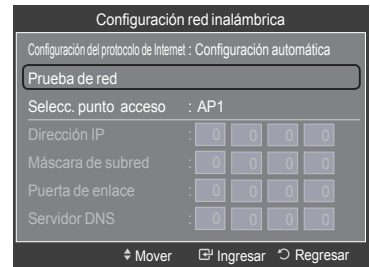 Configuración red inalámbrica
Configuración del protocolo de Internet : Configuración automática
Prueba de red
Selecc. punto acceso : AP1
Dirección IP : 0 0 0 0
Máscara de subred : 0 0 0 0
Puerta de enlace : 0 0 0 0
Servidor DNS : 0 0 0 0
Mover Ingresar Regresar